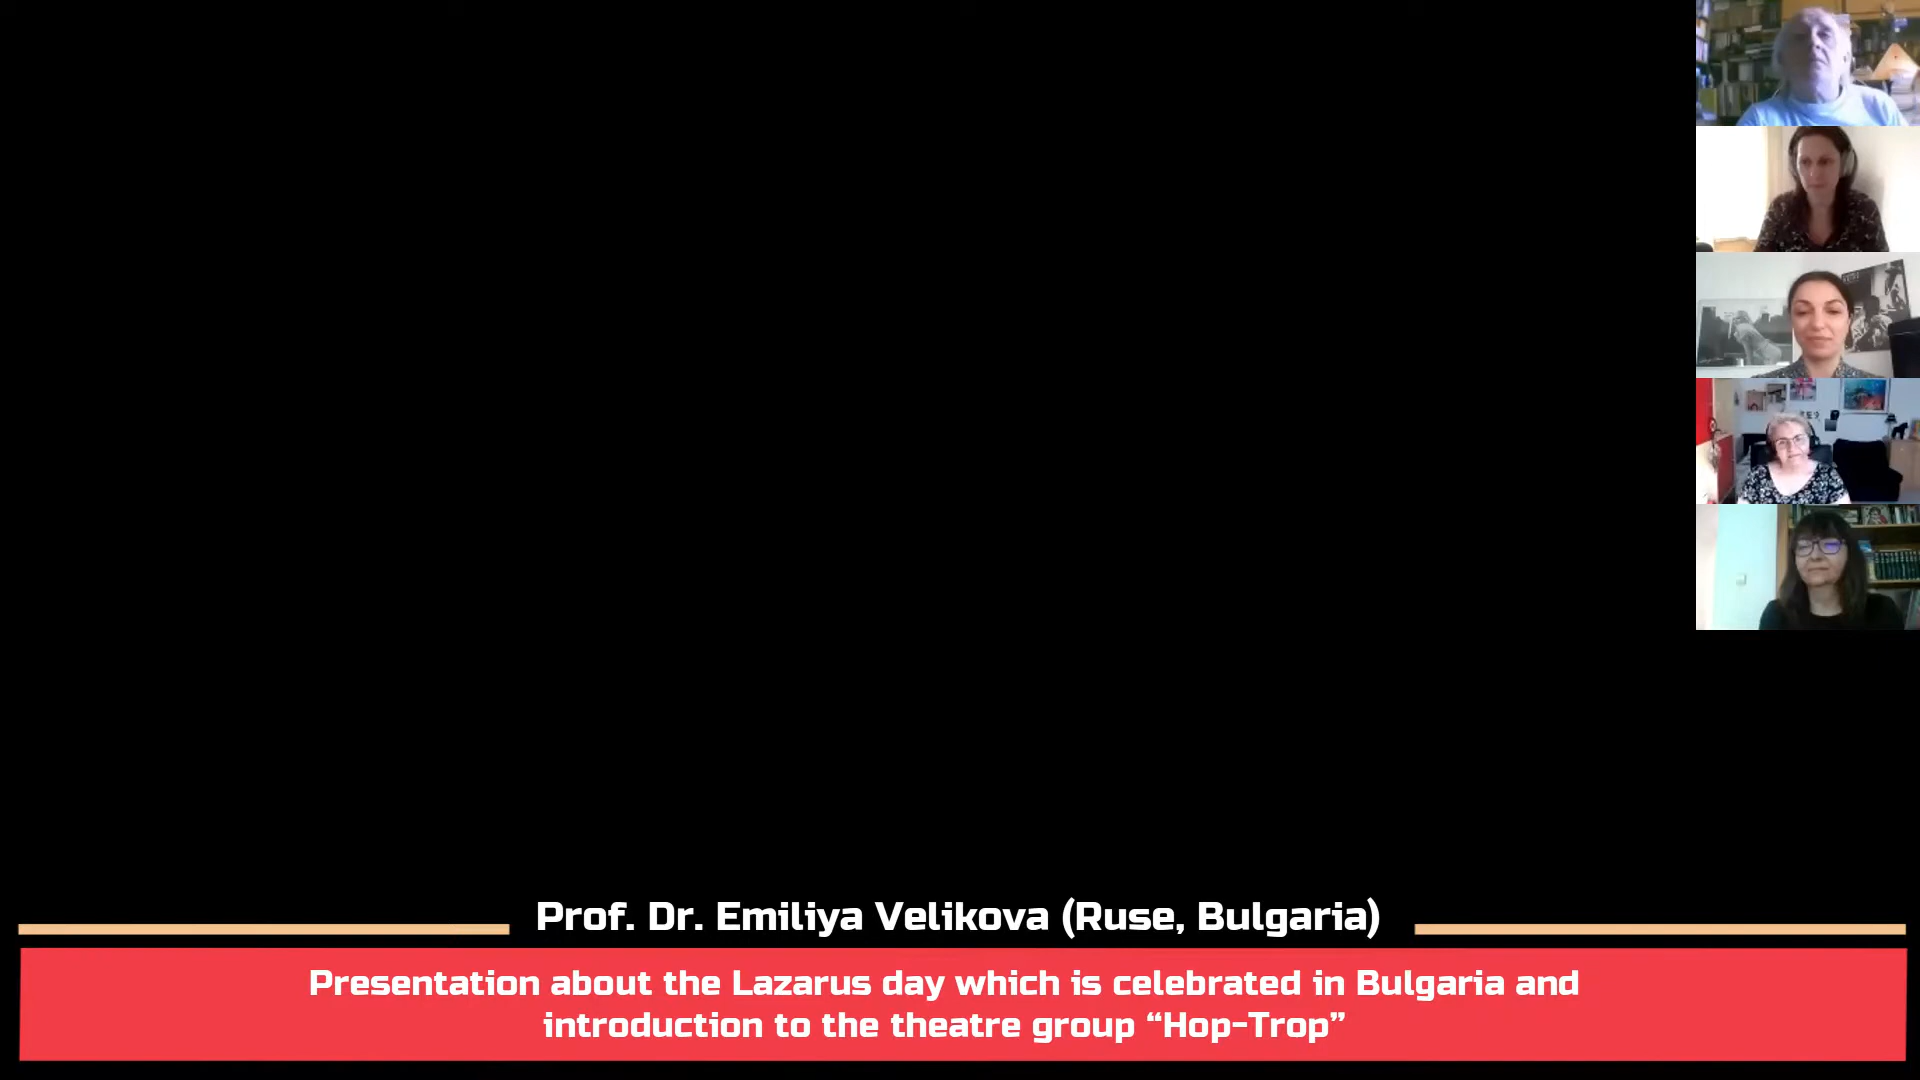 Prof. Dr. Emiliya Velikova (Ruse, Bulgaria)
Presentation about the Lazarus day which is celebrated in Bulgaria and
introduction to the theatre group “Hop-Trop”